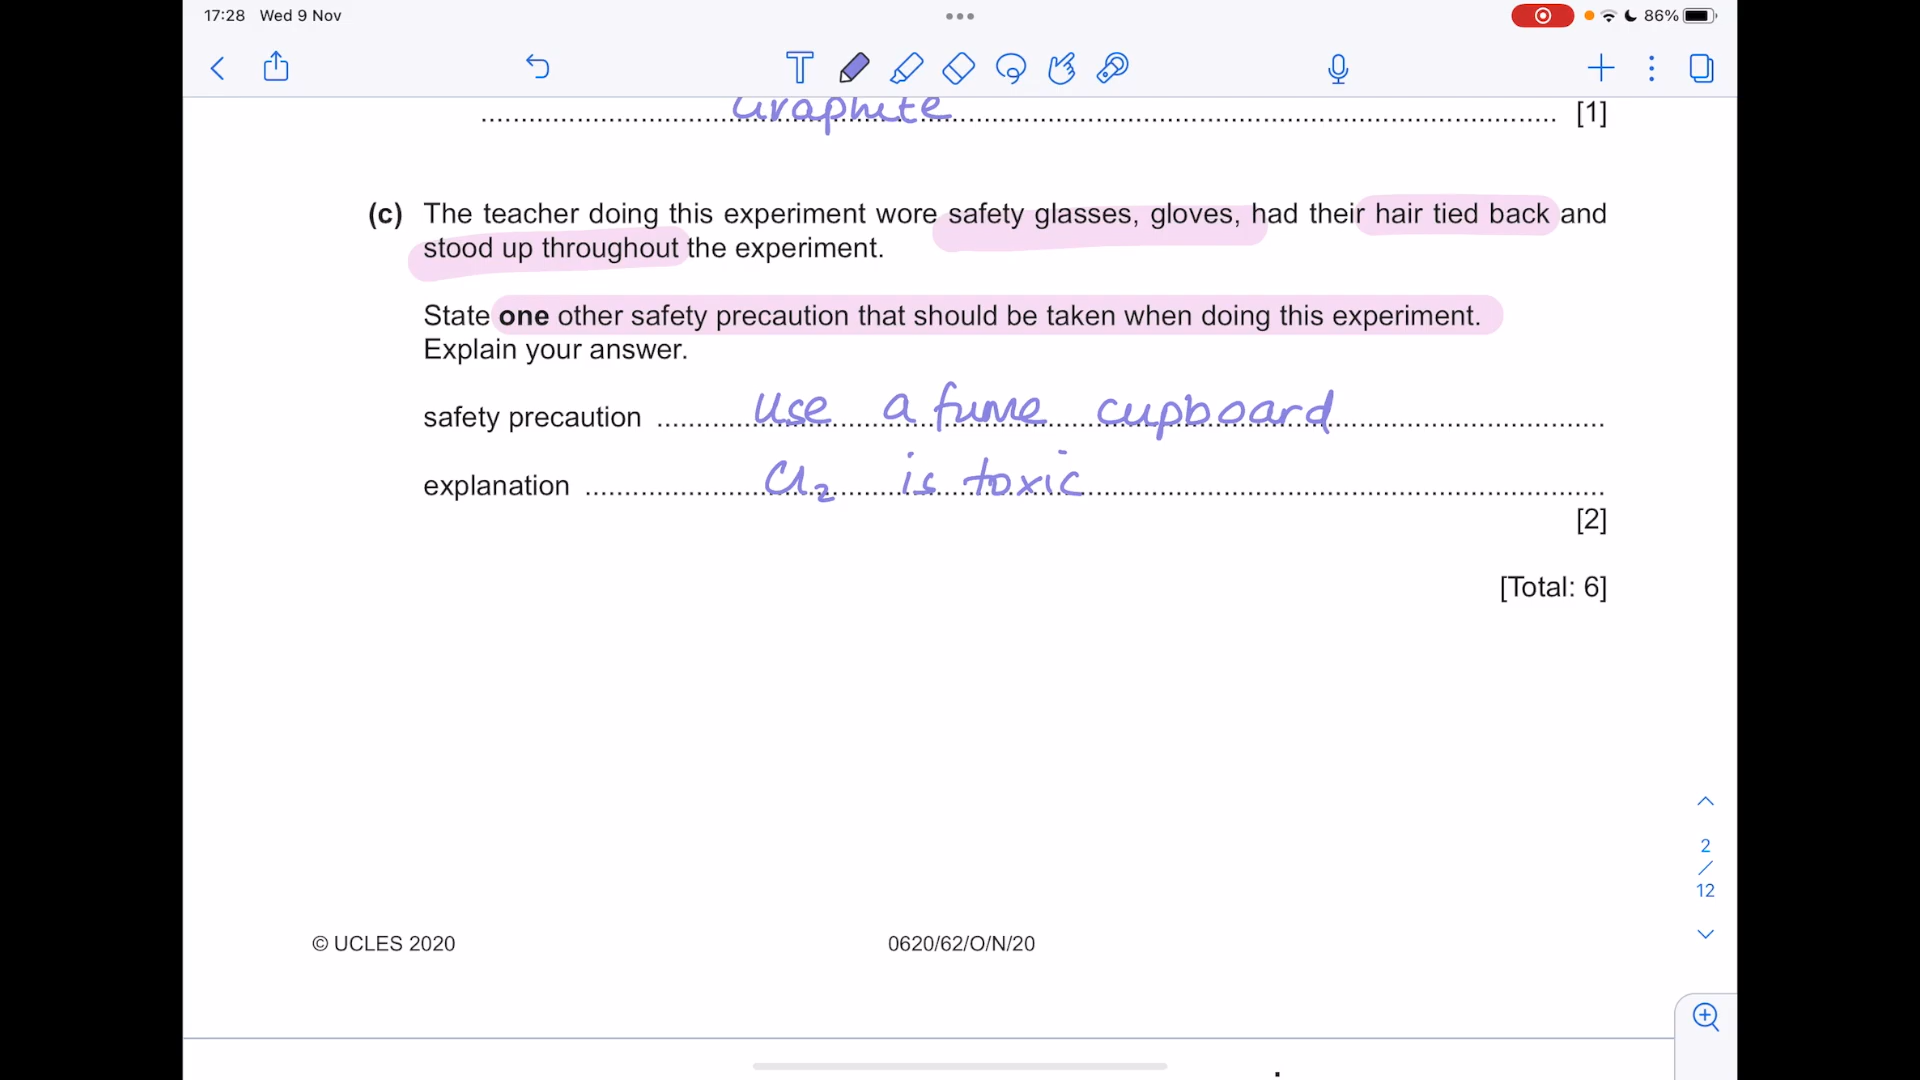 17:28 Wed 9 Nov
86%
Graphite [1]
(c) The teacher doing this experiment wore safety glasses, gloves, had their hair tied back and
stood up throughout the experiment.
State one other safety precaution that should be taken when doing this experiment.
Explain your answer.
safety precaution use a fume cupboard
explanation Cl₂ is toxic
[2]
[Total: 6]
2
/
12
© UCLES 2020 0620/62/O/N/20